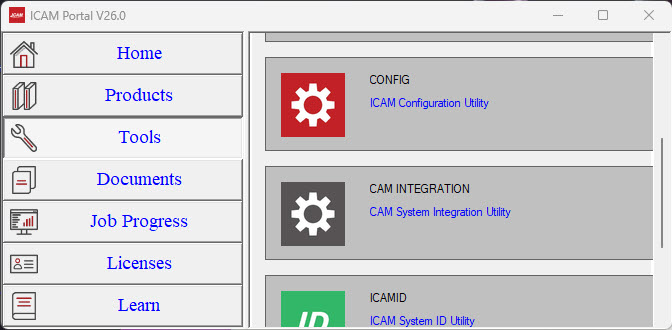 ICAM ICAM Portal V26.0
Home
Products
Tools
Documents
Job Progress
Licenses
Learn
CONFIG
ICAM Configuration Utility
CAM INTEGRATION
CAM System Integration Utility
ID
ICAMID
ICAM System ID Utility